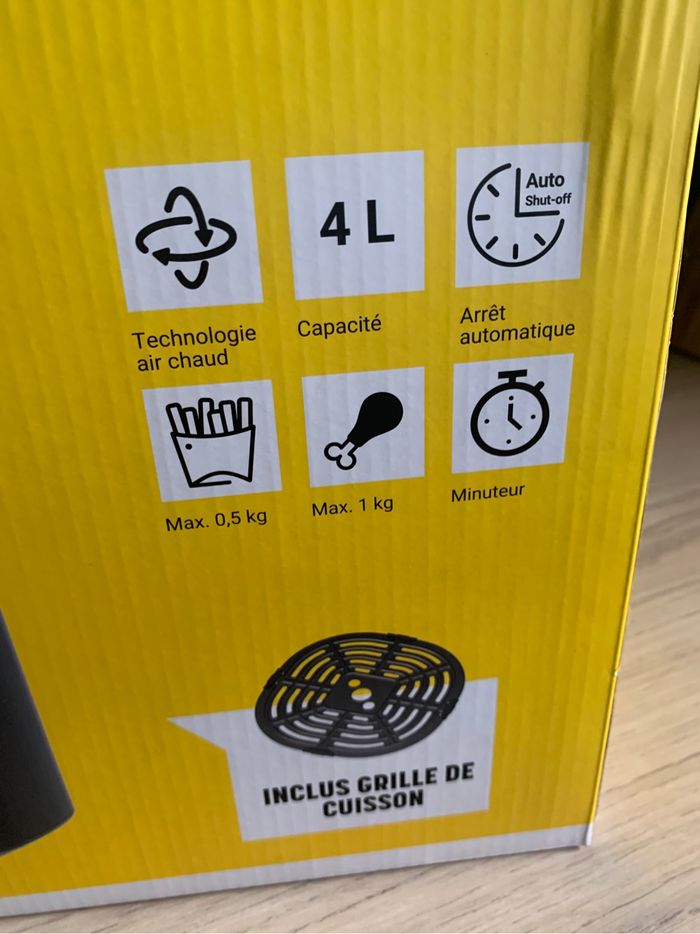 Auto
Shut-off
4 L
Technologie
air chaud
Capacité
Arrêt
automatique
Max. 0,5 kg
Max. 1 kg
Minuteur
INCLUS GRILLE DE
CUISSON